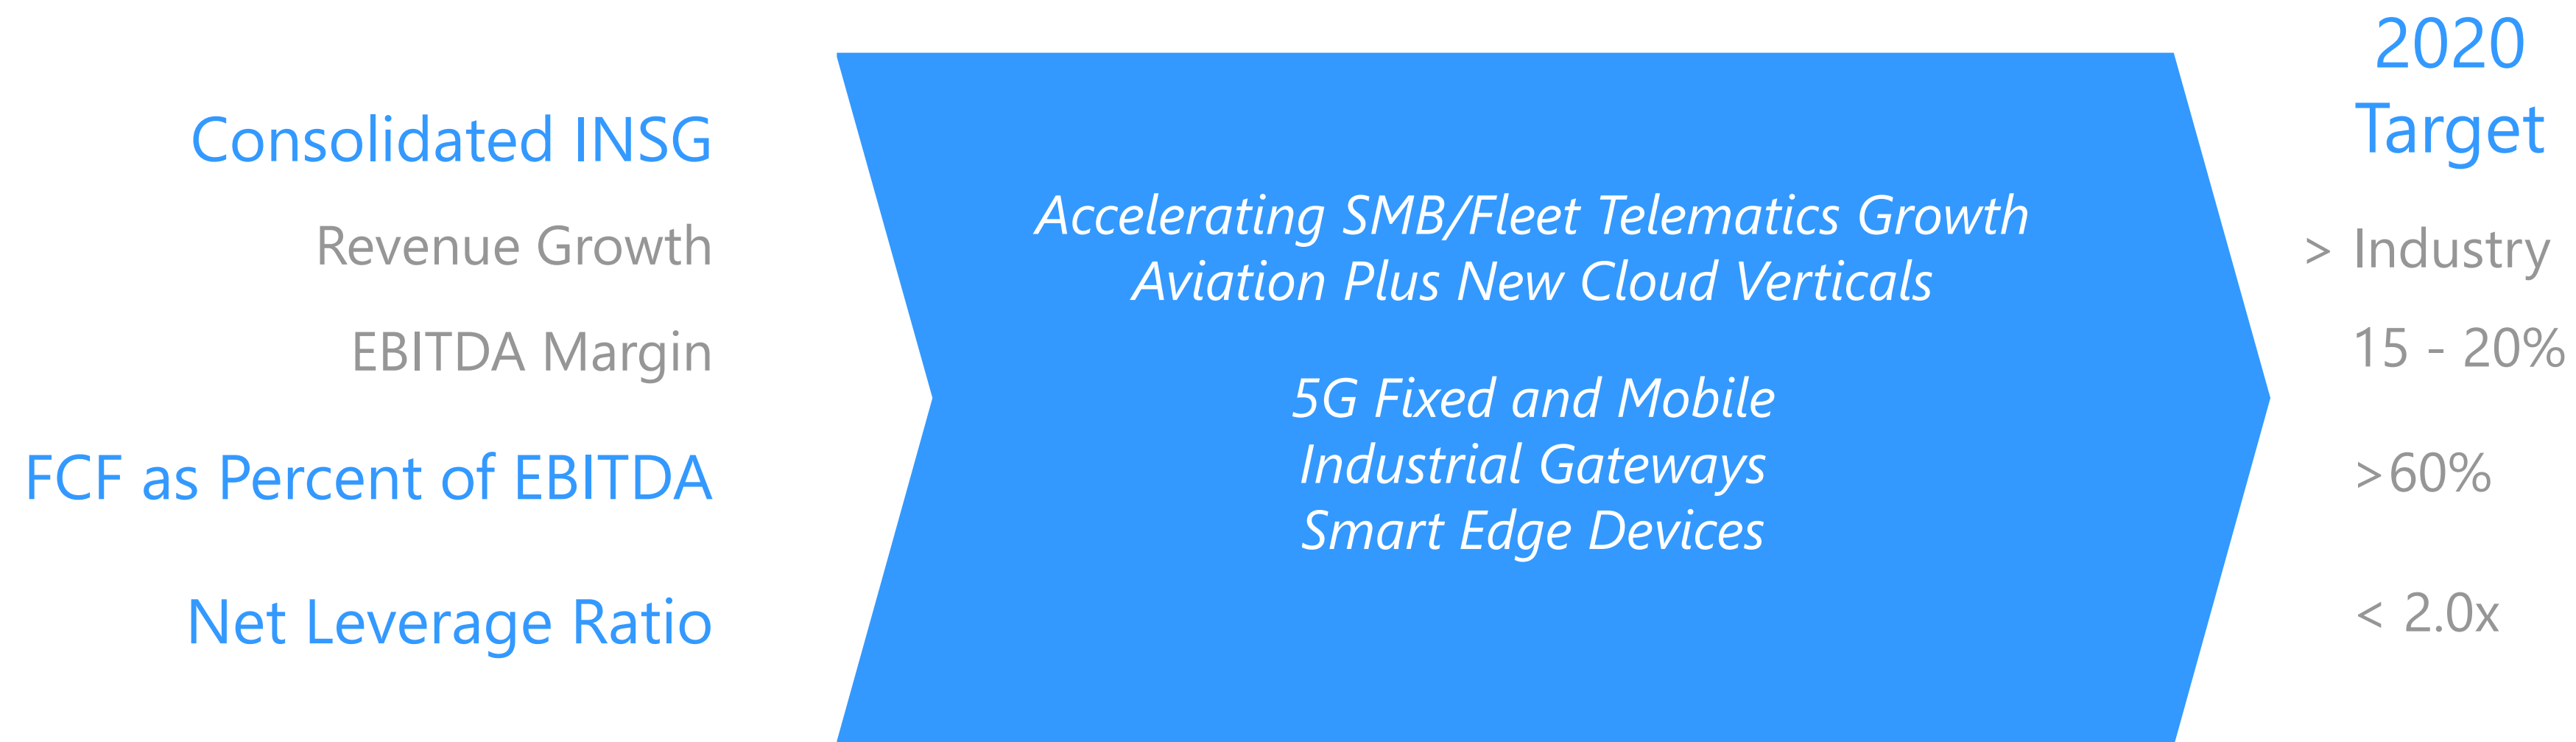 2020
Target
Consolidated INSG
Revenue Growth
> Industry
EBITDA Margin
15 - 20%
FCF as Percent of EBITDA
>60%
Net Leverage Ratio
< 2.0x
Accelerating SMB/Fleet Telematics Growth
Aviation Plus New Cloud Verticals
5G Fixed and Mobile
Industrial Gateways
Smart Edge Devices